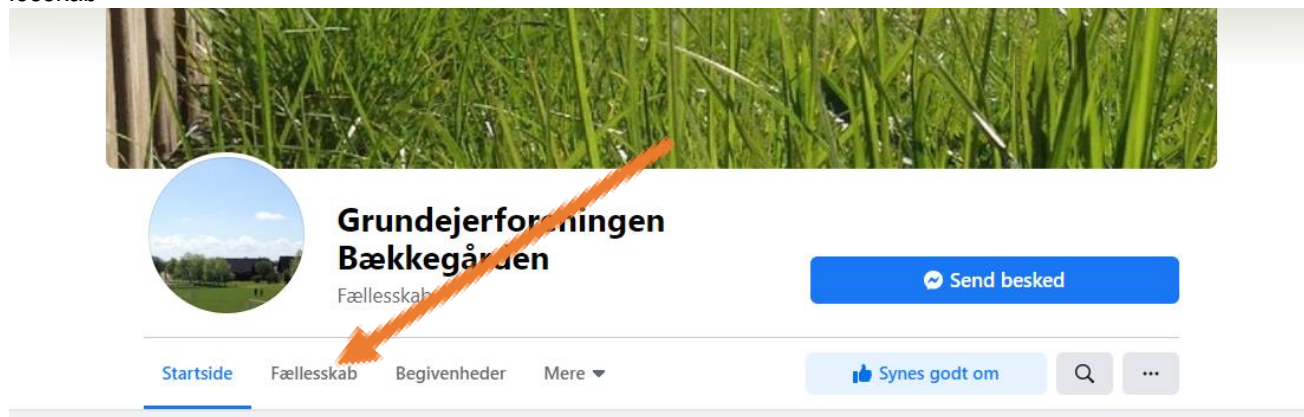 Grundejerforeningen
Bækkegården
Fællesskab
Send besked
Startside Fællesskab Begivenheder Mere
Synes godt om